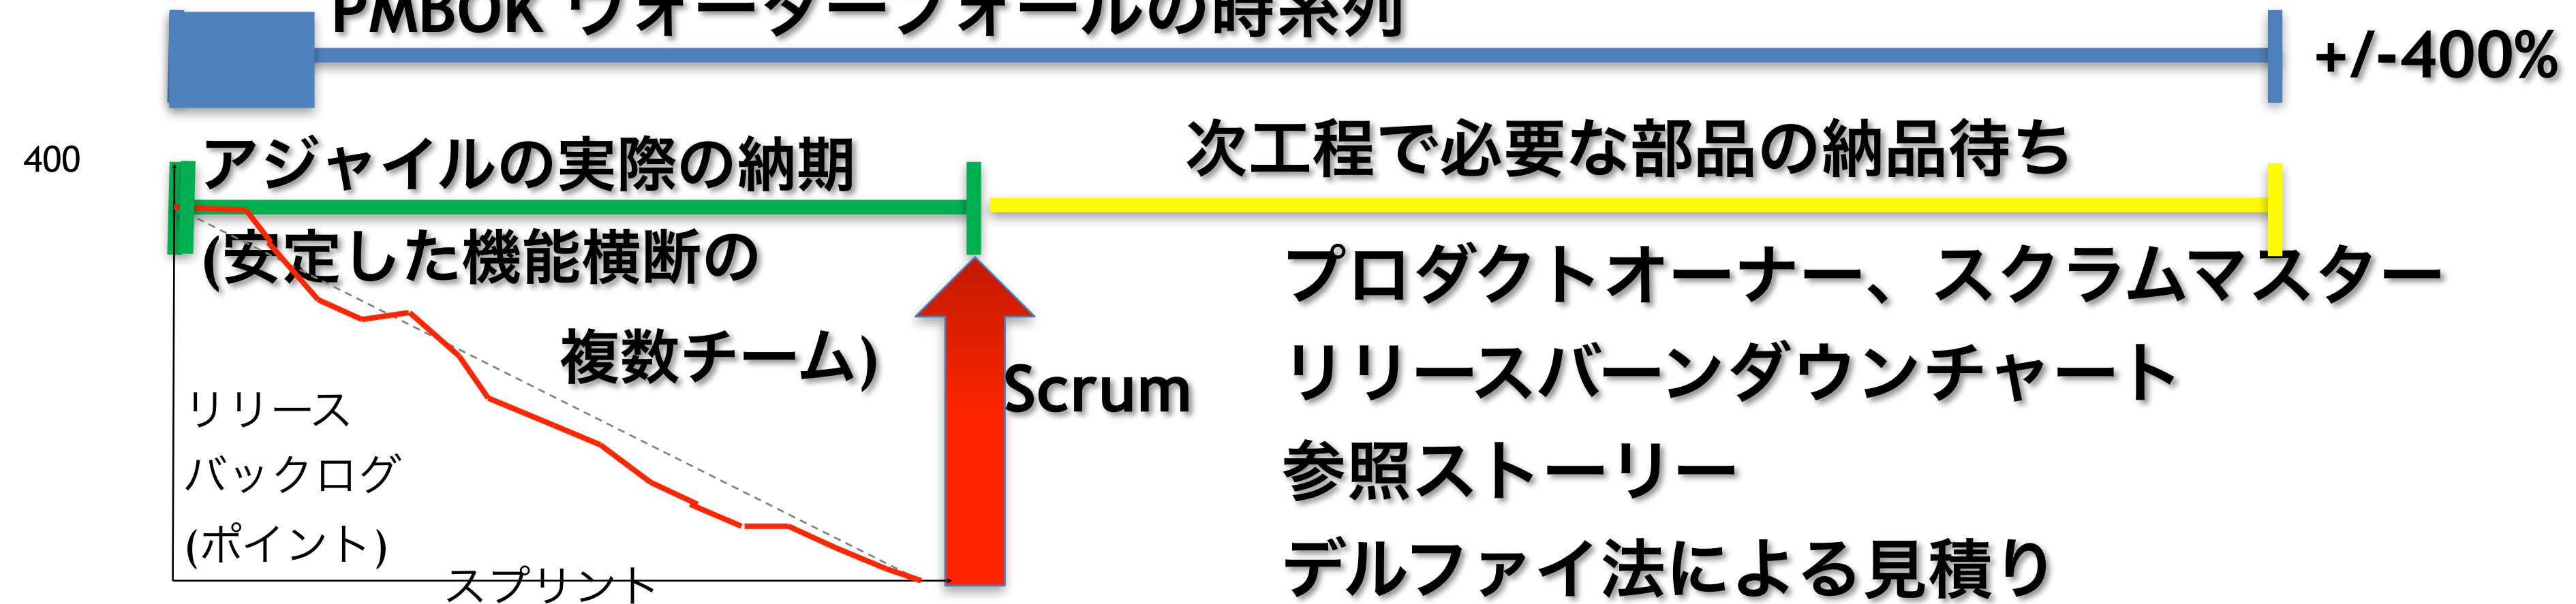 PMBOK ウォーターフォールの時系列
+/-400%
400
アジャイルの実際の納期
次工程で必要な部品の納品待ち
(安定した機能横断の
複数チーム)
Scrum
プロダクトオーナー、スクラムマスター
リリースバーンダウンチャート
参照ストーリー
デルファイ法による見積り
リリース
バックログ
(ポイント)
スプリント